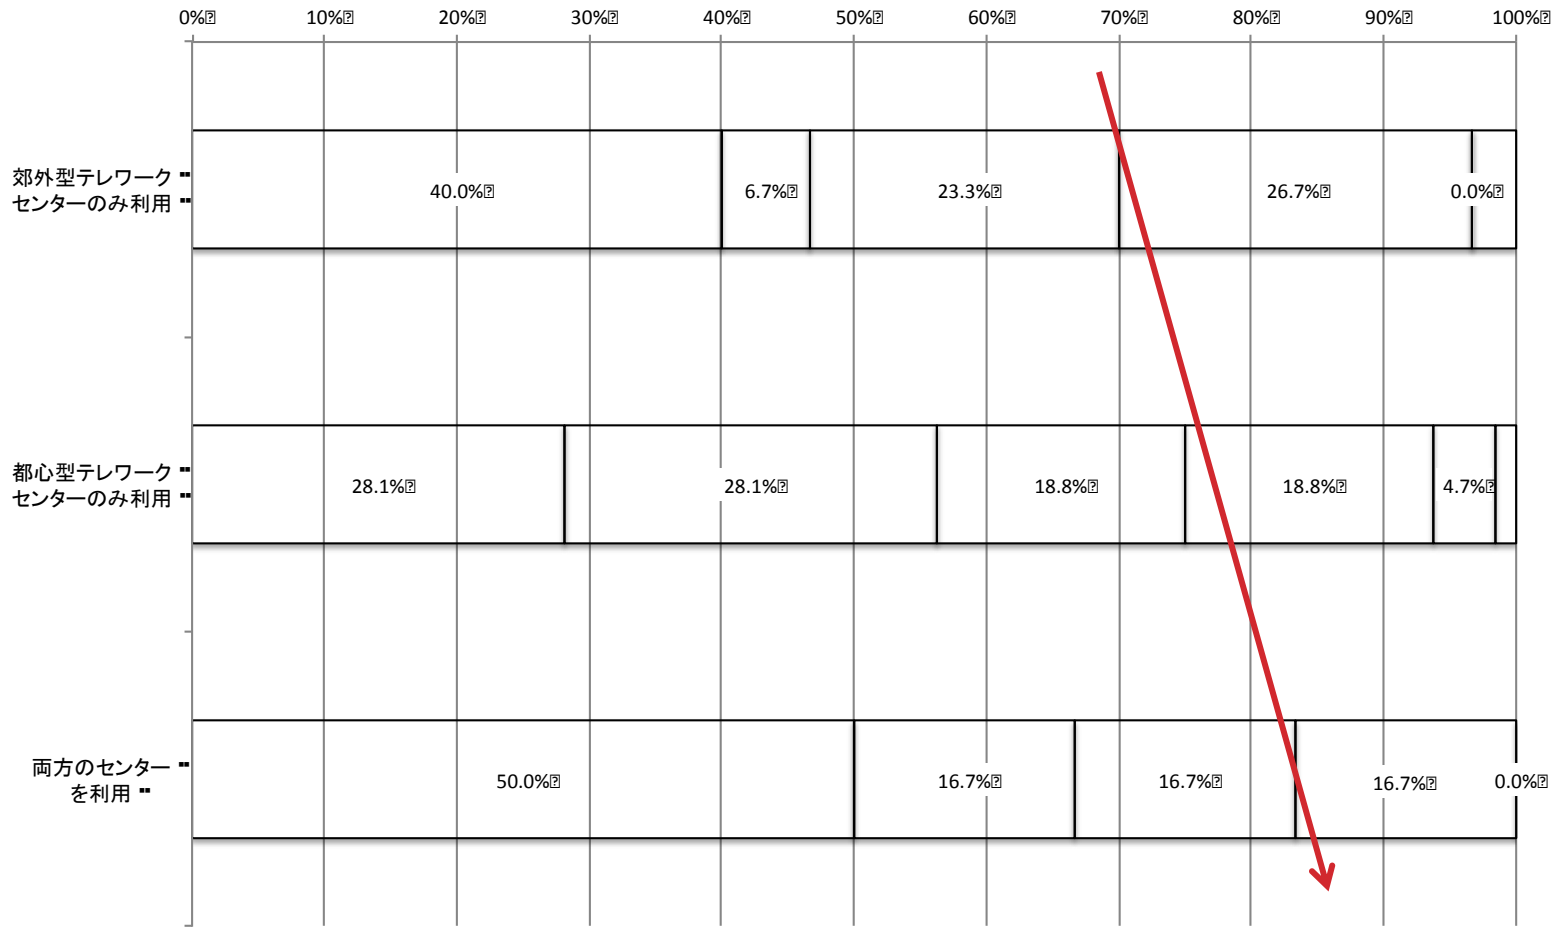 0% 10% 20% 30% 40% 50% 60% 70% 80% 90% 100%
郊外型テレワーク
センターのみ利用
40.0% 6.7% 23.3% 26.7% 0.0%
都心型テレワーク
センターのみ利用
28.1% 28.1% 18.8% 18.8% 4.7%
両方のセンター
を利用
50.0% 16.7% 16.7% 16.7% 0.0%